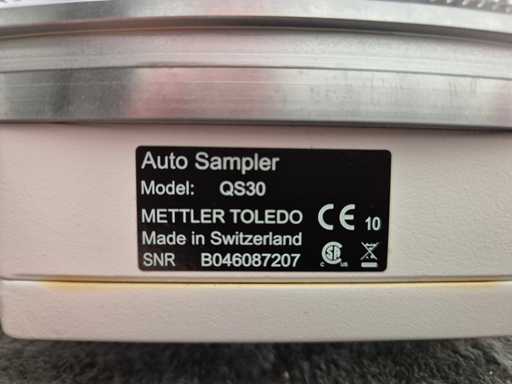 Auto Sampler
Model: QS30
METTLER TOLEDO CE 10
Made in Switzerland
SNR B046087207